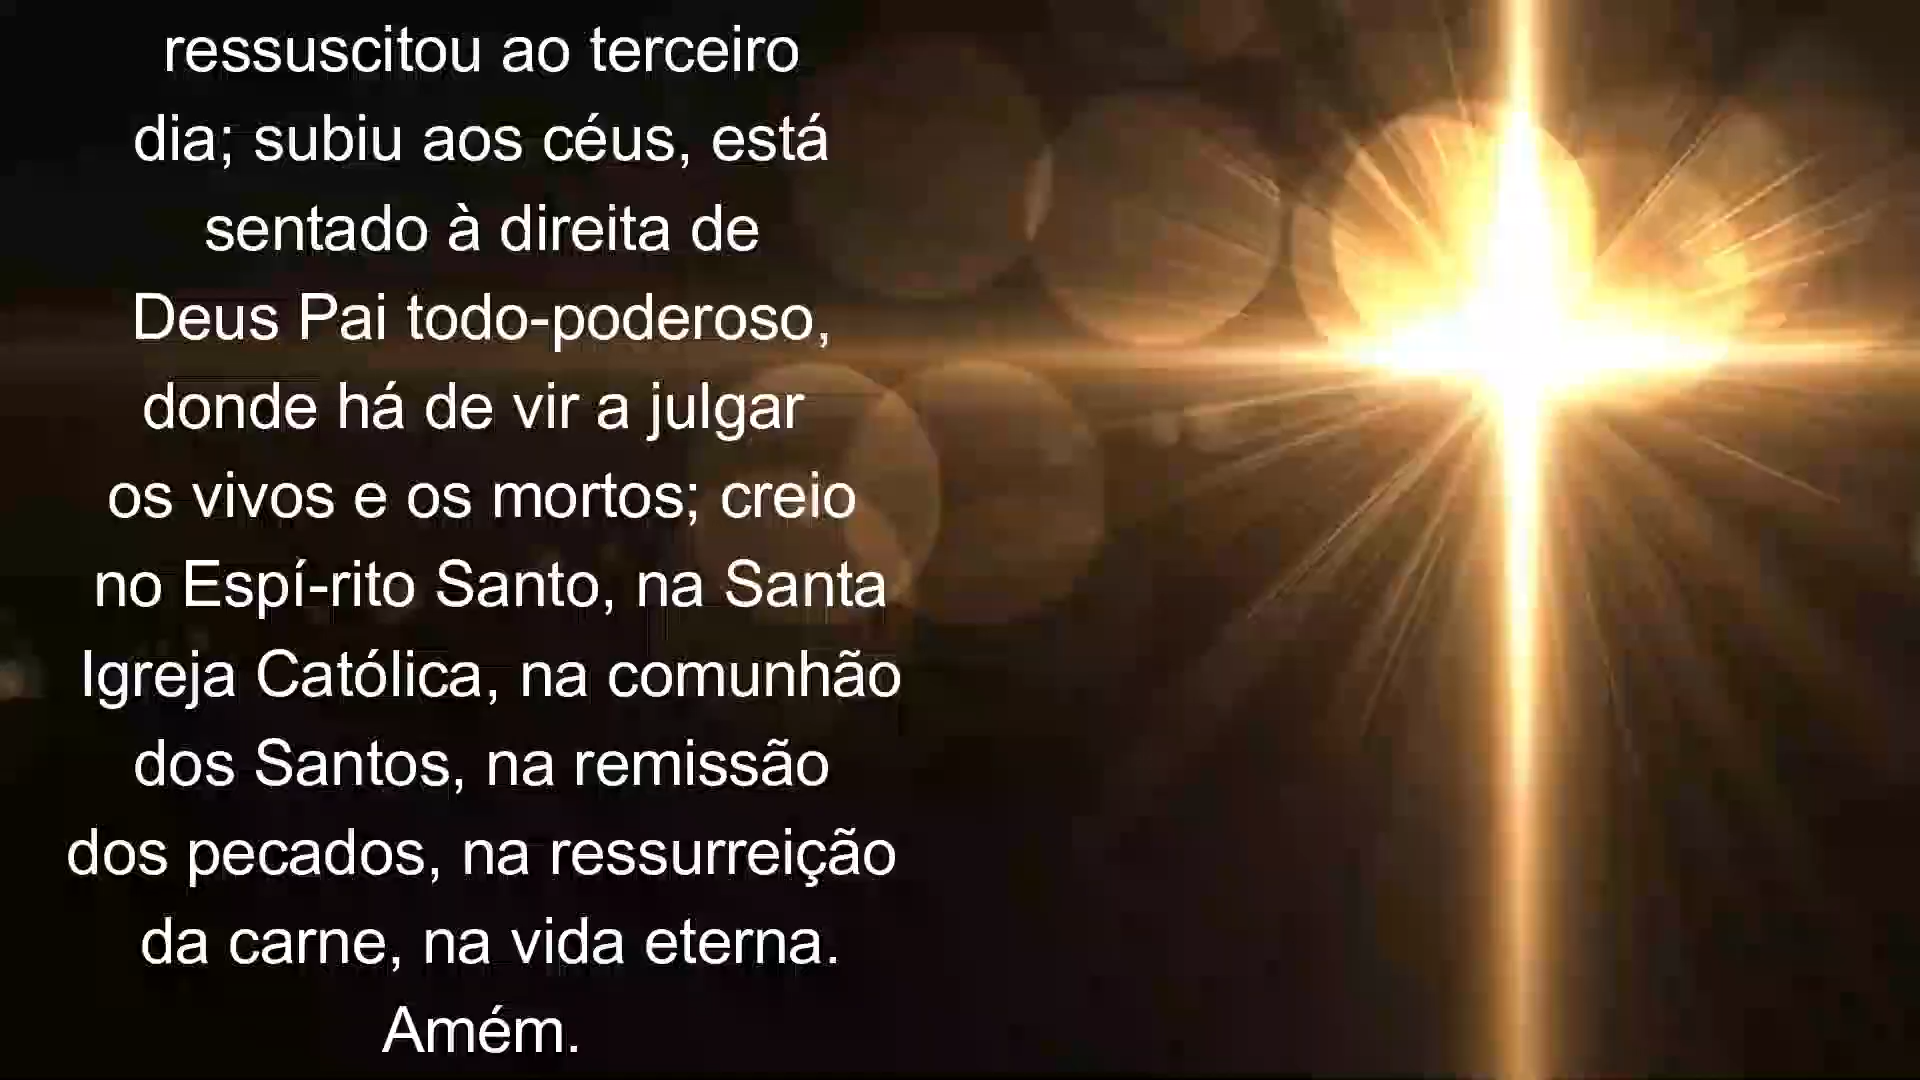 ressuscitou ao terceiro
dia; subiu aos céus, está
sentado à direita de
Deus Pai todo-poderoso,
donde há de vir a julgar
os vivos e os mortos; creio
no Espí-rito Santo, na Santa
Igreja Católica, na comunhão
dos Santos, na remissão
dos pecados, na ressurreição
da carne, na vida eterna.
Amém.